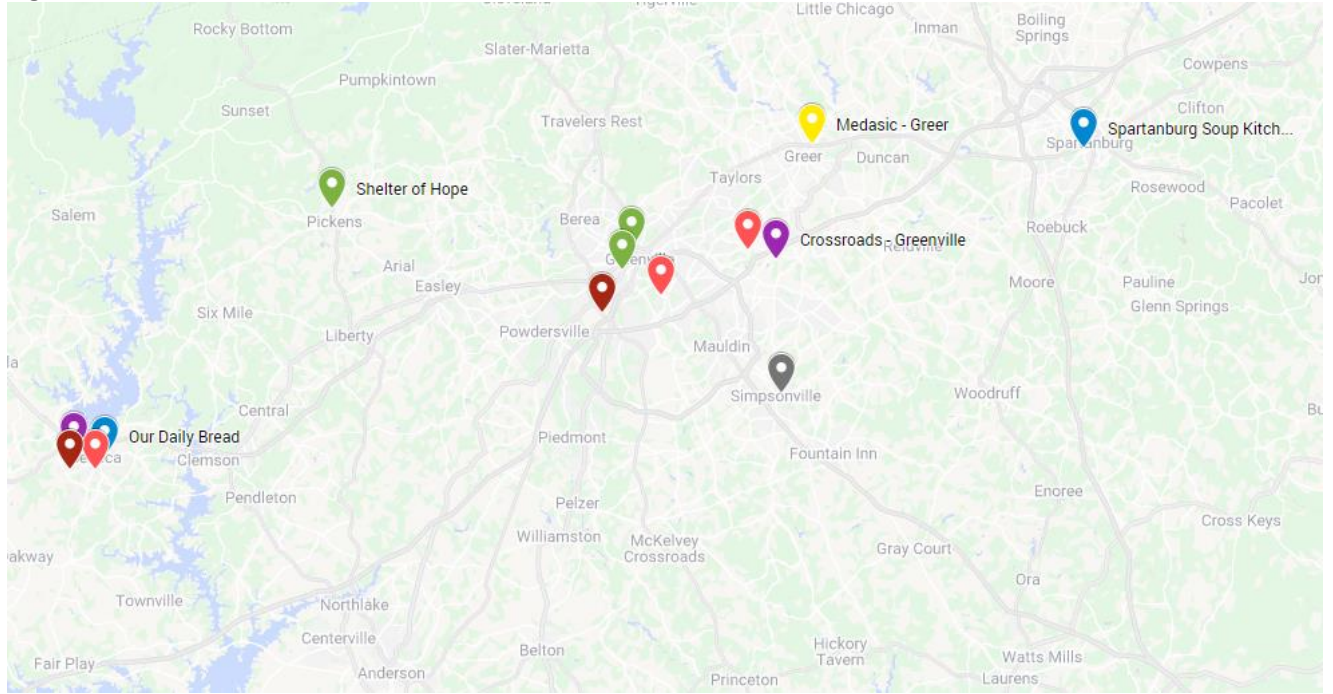 Little Chicago
Rocky Bottom
Inman
Boiling
Springs
Slater-Marietta
Cowpens
Pumpkintown
Sunset
Travelers Rest
Medasic - Greer
Clifton
Spartanburg Soup Kitch...
Greer
Duncan
Taylors
Shelter of Hope
Rosewood
Pacolet
Salem
Pickens
Berea
Roebuck
Crossroads - Greenville
Reidville
Arial
Easley
Moore
Pauline
Glenn Springs
Six Mile
Liberty
Powdersville
Mauldin
Simpsonville
Woodruff
Central
Our Daily Bread
Clemson
Piedmont
Fountain Inn
Pendleton
Enoree
Pelzer
Cross Keys
Williamston
McKelvey
Crossroads
Gray Court
Ora
Townville
Northlake
Centerville
Belton
Hickory
Tavern
Watts Mills
Fair Play
Anderson
Princeton
Laurens